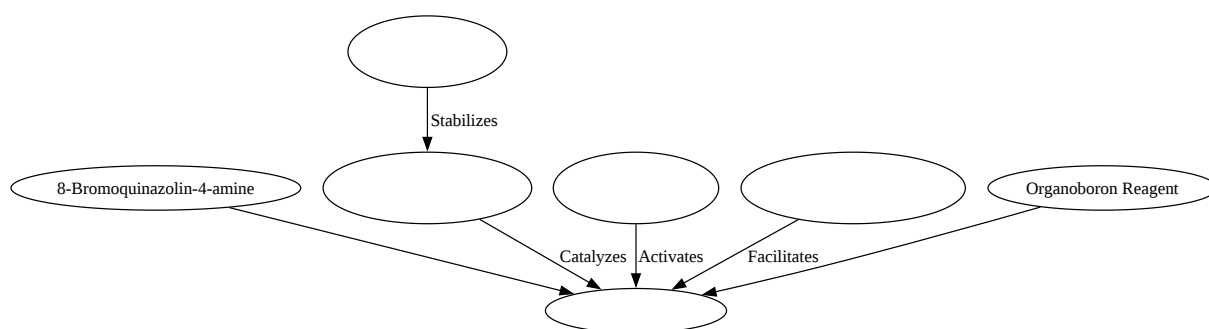 Stabilizes
8-Bromoquinazolin-4-amine
Organoboron Reagent
Catalyzes
Activates
Facilitates